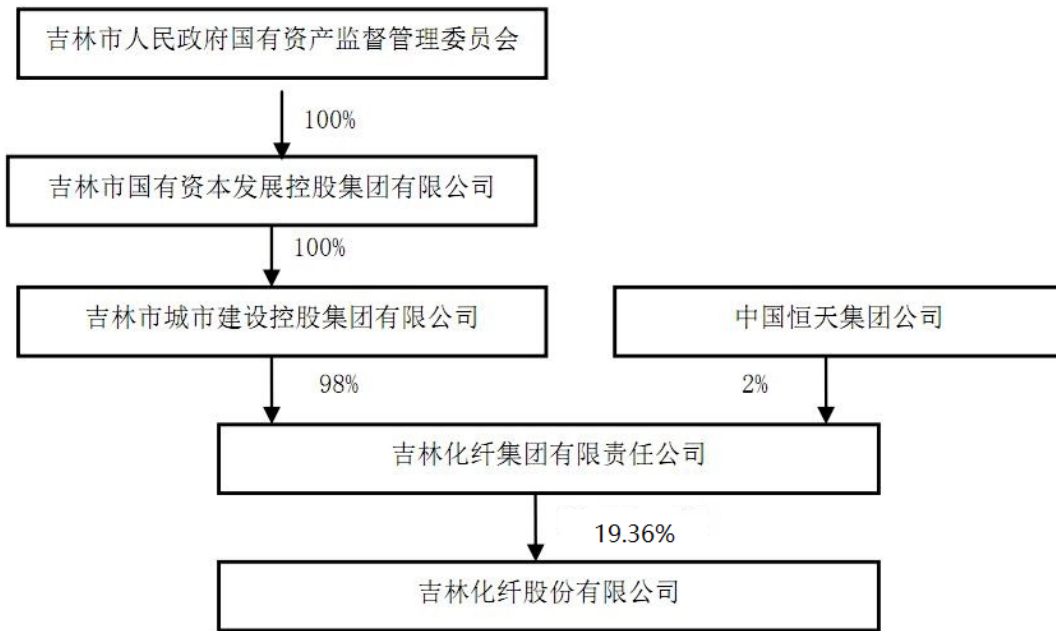 吉林市人民政府国有资产监督管理委员会
100%
吉林市国有资本发展控股集团有限公司
100%
吉林市城市建设控股集团有限公司
中国恒天集团公司
98%
2%
吉林化纤集团有限责任公司
19.36%
吉林化纤股份有限公司